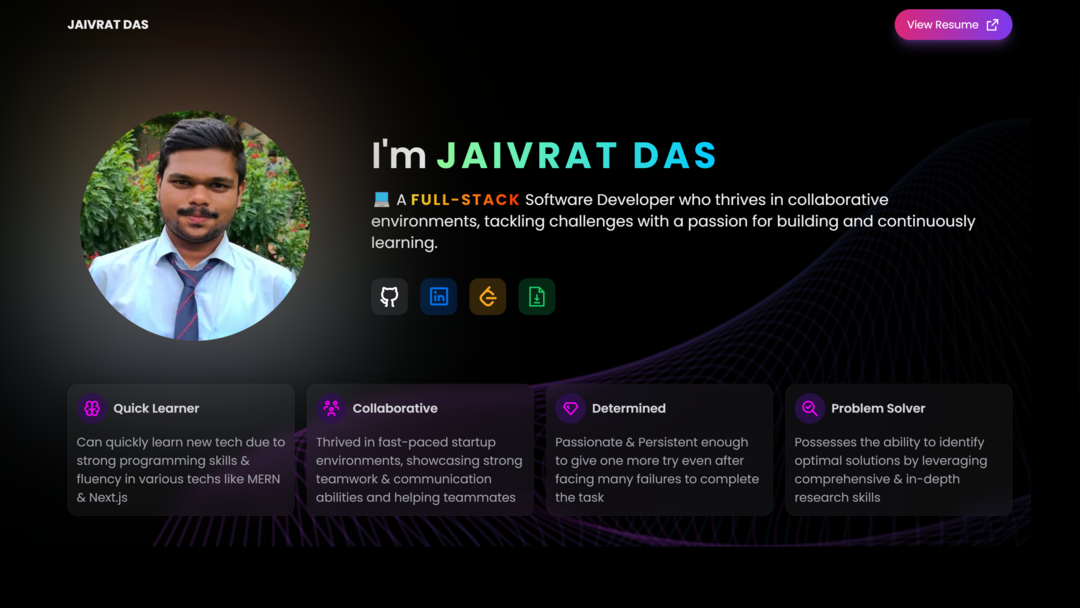 JAIVRAT DAS
View Resume
I'm JAIVRAT DAS
A FULL-STACK Software Developer who thrives in collaborative
environments, tackling challenges with a passion for building and continuously
learning.
in
Quick Learner
Can quickly learn new tech due to
strong programming skills &
fluency in various techs like MERN
& Next.js
Collaborative
Thrived in fast-paced startup
environments, showcasing strong
teamwork & communication
abilities and helping teammates
Determined
Passionate & Persistent enough
to give one more try even after
facing many failures to complete
the task
Problem Solver
Possesses the ability to identify
optimal solutions by leveraging
comprehensive & in-depth
research skills